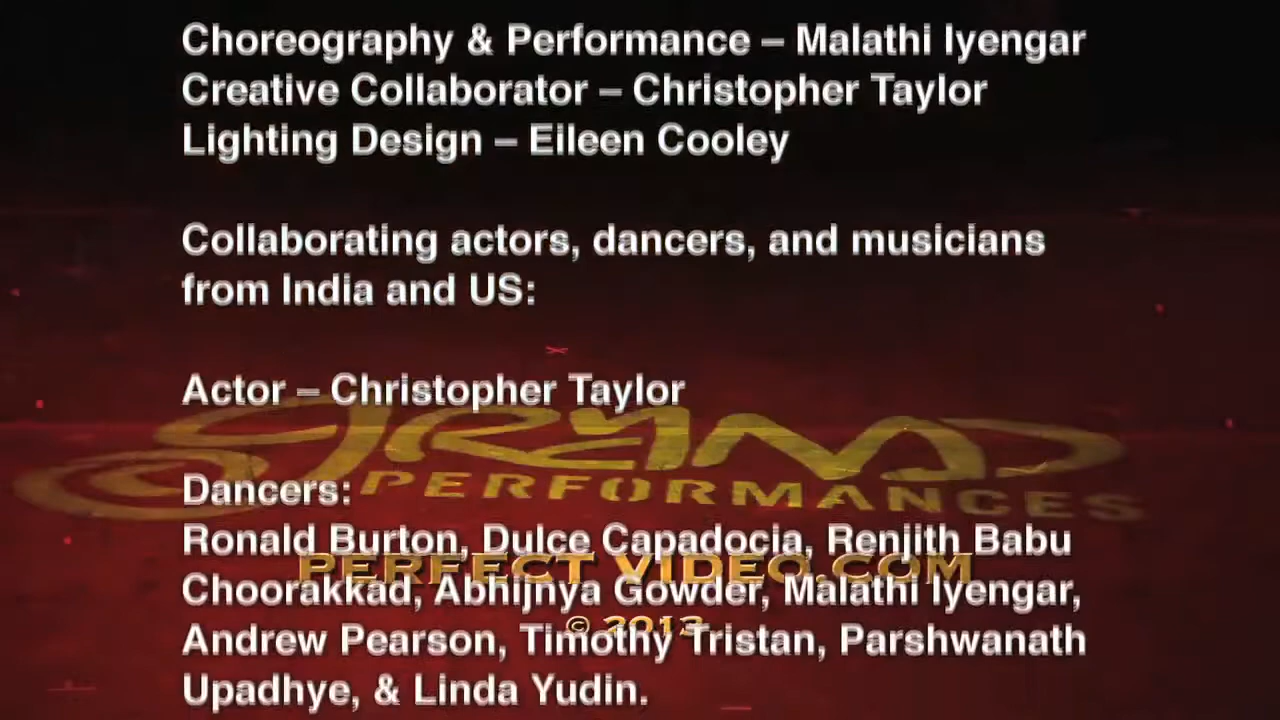 Choreography & Performance – Malathi Iyengar
Creative Collaborator – Christopher Taylor
Lighting Design – Eileen Cooley
Collaborating actors, dancers, and musicians
from India and US:
Actor – Christopher Taylor
GRAND
PERFORMANCES
Dancers:
Ronald Burton, Dulce Capadocia, Renjith Babu
PERFECT VIDEO.COM
Choorakkad, Abhijnya Gowder, Malathi Iyengar,
© 2013
Andrew Pearson, Timothy Tristan, Parshwanath
Upadhye, & Linda Yudin.